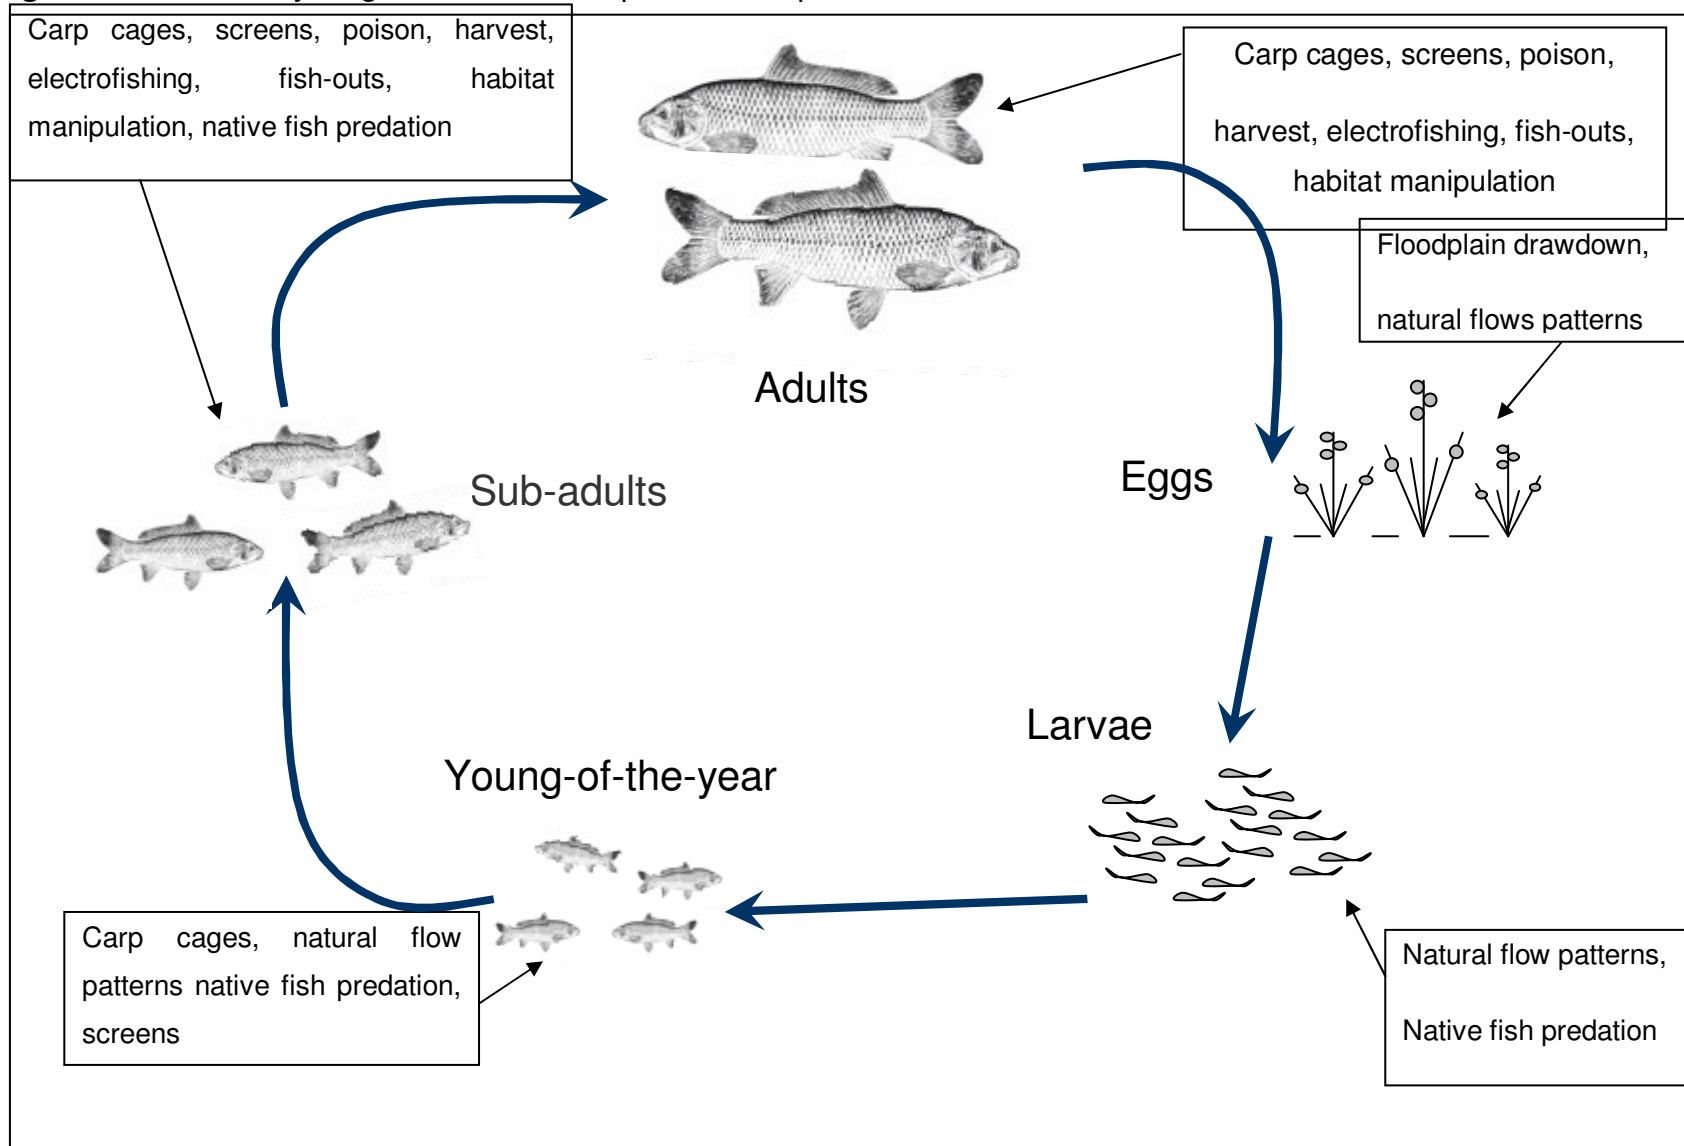 Carp cages, screens, poison, harvest,
electrofishing, fish-outs, habitat
manipulation, native fish predation
Carp cages, screens, poison,
harvest, electrofishing, fish-outs,
habitat manipulation
Floodplain drawdown,
natural flows patterns
Adults
Eggs
Sub-adults
Larvae
Young-of-the-year
Carp cages, natural flow
patterns native fish predation,
screens
Natural flow patterns,
Native fish predation